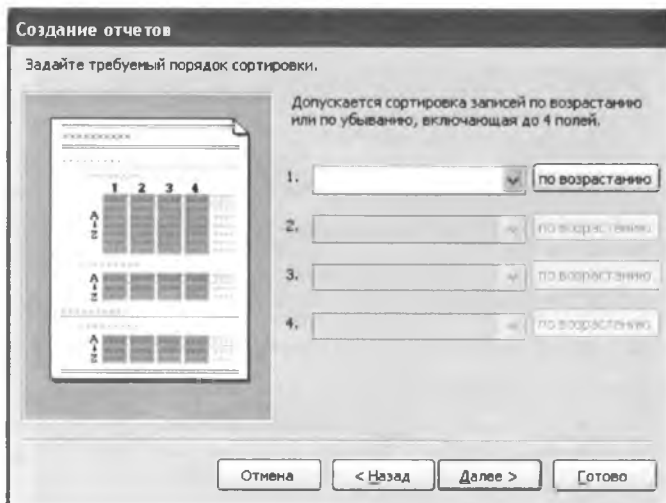 Создание отчетов
Задайте требуемый порядок сортировки.
Допускается сортировка записей по возрастанию
или по убыванию, включающая до 4 полей.
1 2 3 4
А
Я
1. по возрастанию
2. по возрастанию
3. по возрастанию
4. по возрастанию
Отмена < Назад Далее > Готово